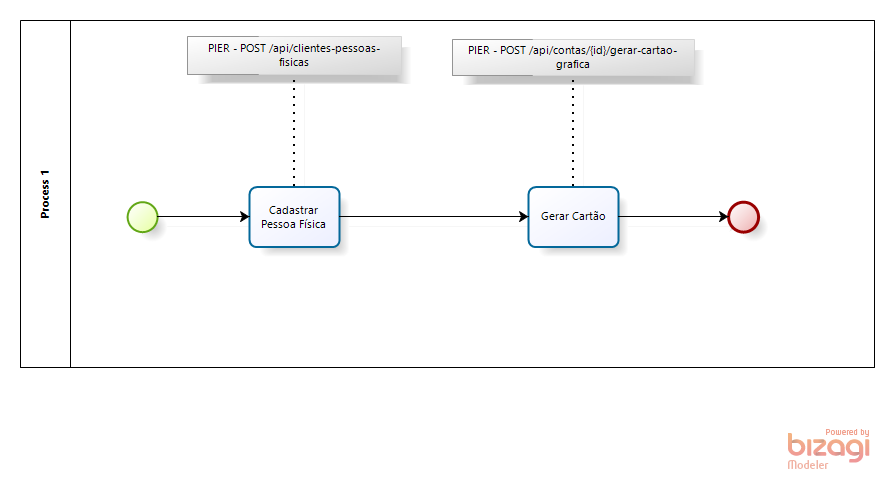 PIER - POST /api/clientes-pessoas-
fisicas
PIER - POST /api/contas/{id}/gerar-cartao-
grafica
Process 1
Cadastrar
Pessoa Física
Gerar Cartão
Powered by
bizagi
Modeler